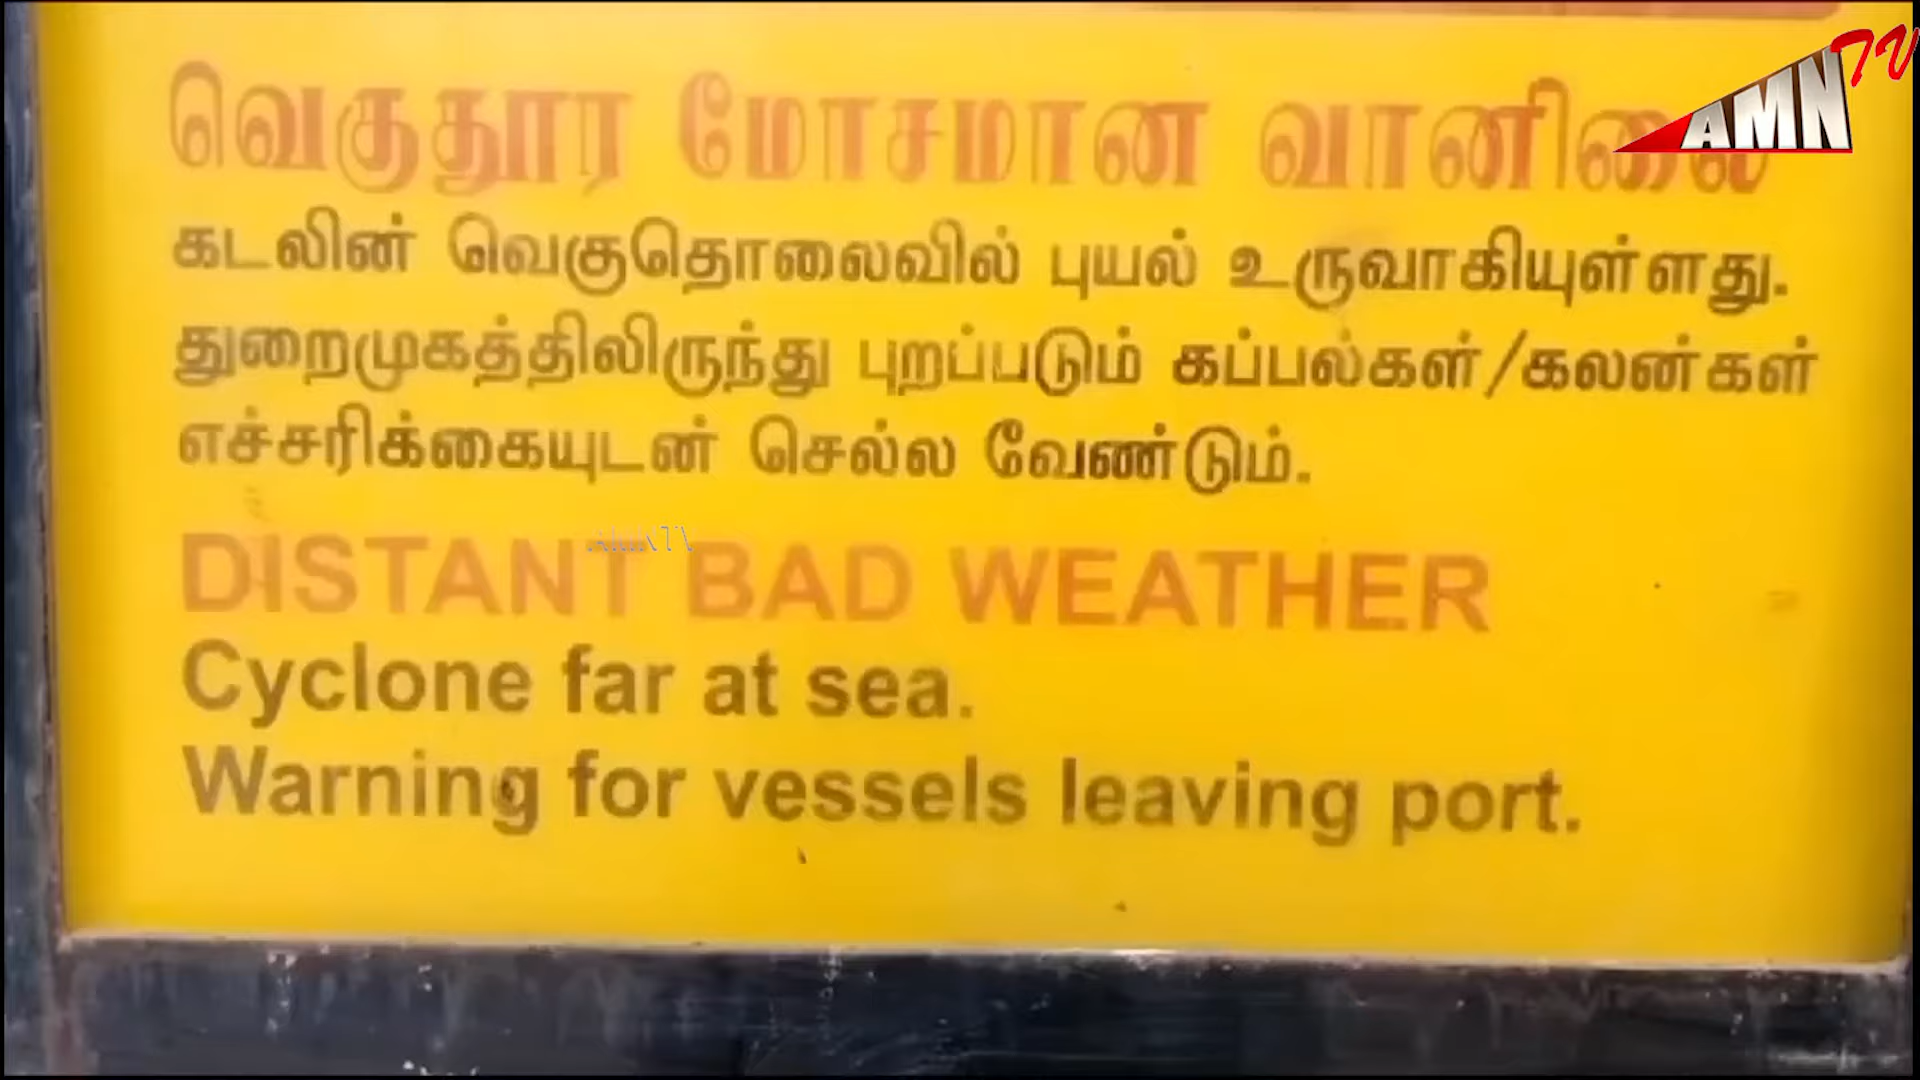 AMN TV
வெகுதூர மோசமான வானிலை
கடலின் வெகுதொலைவில் புயல் உருவாகியுள்ளது.
துறைமுகத்திலிருந்து புறப்படும் கப்பல்கள்/கலன்கள்
எச்சரிக்கையுடன் செல்ல வேண்டும்.
AMNTV
DISTANT BAD WEATHER
Cyclone far at sea.
Warning for vessels leaving port.